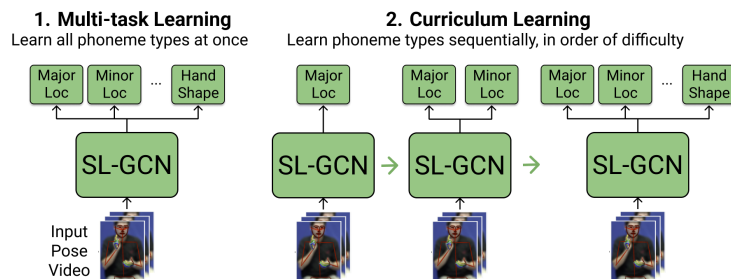 1. Multi-task Learning
Learn all phoneme types at once
Major Loc
Minor Loc
...
Hand Shape
SL-GCN
Input Pose Video
2. Curriculum Learning
Learn phoneme types sequentially, in order of difficulty
Major Loc
SL-GCN
Major Loc
Minor Loc
SL-GCN
Major Loc
Minor Loc
...
Hand Shape
SL-GCN